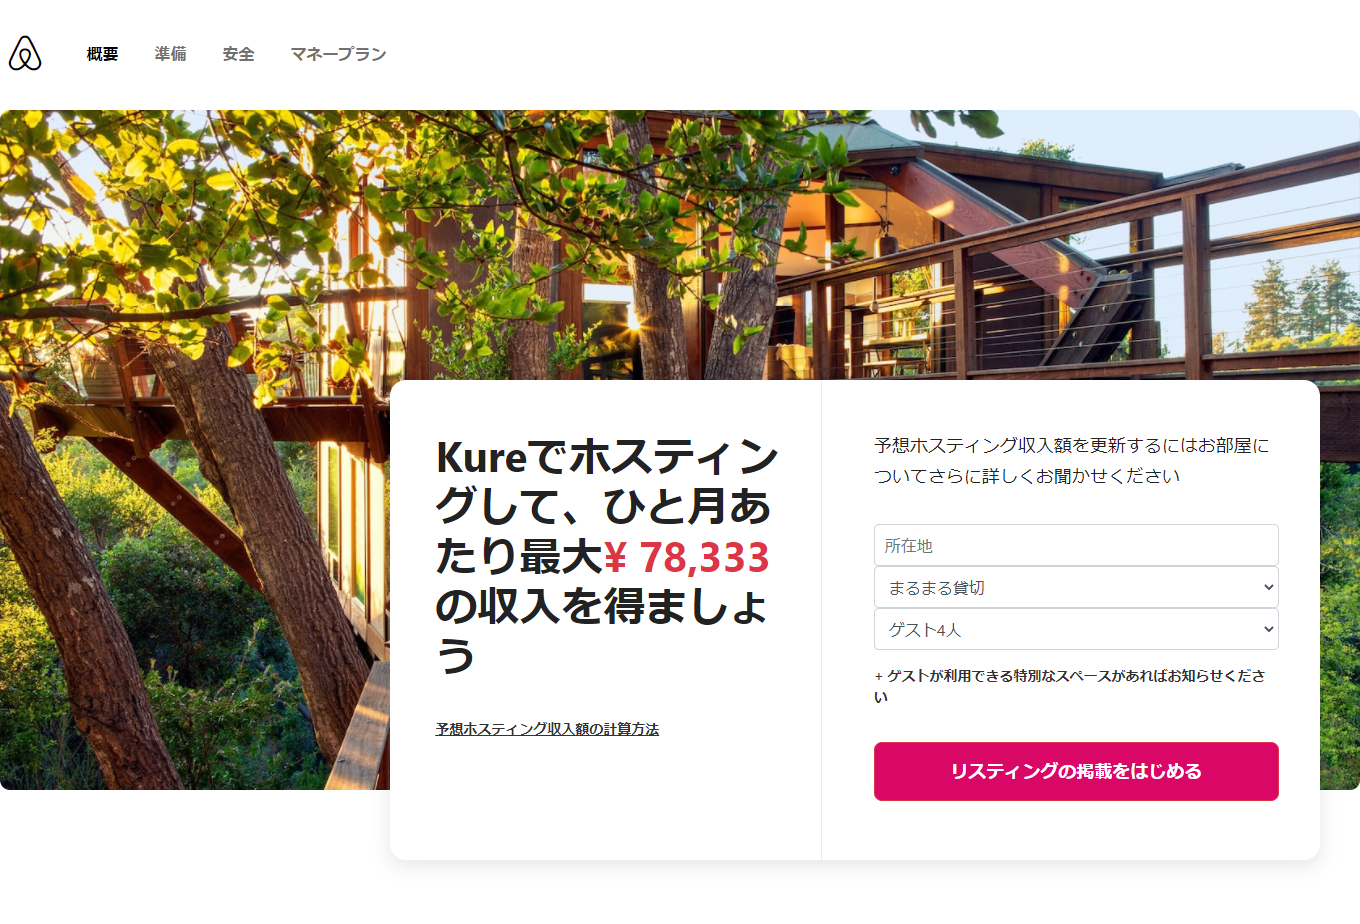 概要 準備 安全 マネープラン
Kureでホスティン
グして、ひと月あ
たり最大¥ 78,333
の収入を得ましょ
う
予想ホスティング収入額の計算方法
予想ホスティング収入額を更新するにはお部屋に
ついてさらに詳しくお聞かせください
所在地
まるまる貸切
ゲスト4人
+ ゲストが利用できる特別なスペースがあればお知らせくださ
い
リスティングの掲載をはじめる